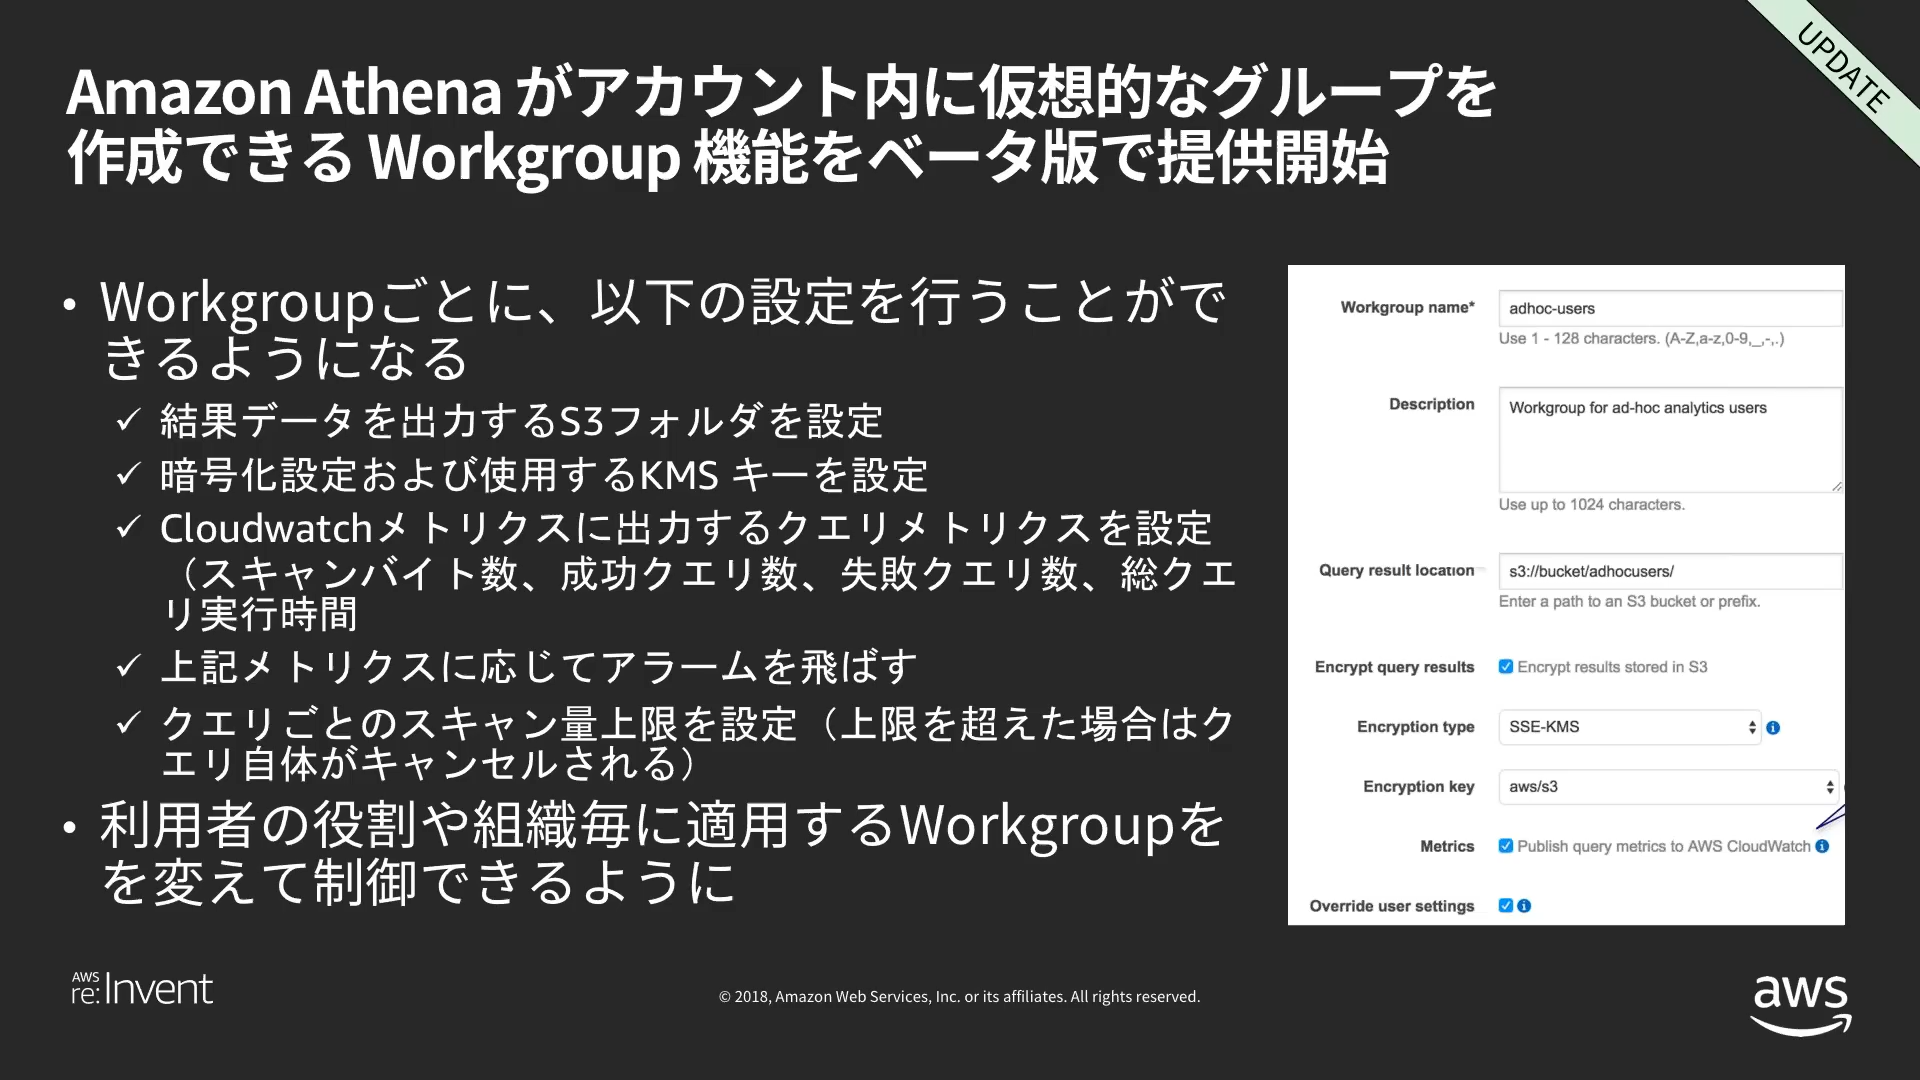 UPDATE
Amazon Athena がアカウント内に仮想的なグループを
作成できる Workgroup 機能をベータ版で提供開始
• Workgroupごとに、以下の設定を行うことがで
きるようになる
✓ 結果データを出力するS3フォルダを設定
✓ 暗号化設定および使用するKMS キーを設定
✓ Cloudwatchメトリクスに出力するクエリメトリクスを設定
（スキャンバイト数、成功クエリ数、失敗クエリ数、総クエ
リ実行時間
✓ 上記メトリクスに応じてアラームを飛ばす
✓ クエリごとのスキャン量上限を設定（上限を超えた場合はク
エリ自体がキャンセルされる）
• 利用者の役割や組織毎に適用するWorkgroupを
を変えて制御できるように
Workgroup name* adhoc-users
Use 1 - 128 characters. (A-Z,a-z,0-9,_,-,.)
Description Workgroup for ad-hoc analytics users
Use up to 1024 characters.
Query result location s3://bucket/adhocusers/
Enter a path to an S3 bucket or prefix.
Encrypt query results Encrypt results stored in S3
Encryption type SSE-KMS
Encryption key aws/s3
Metrics Publish query metrics to AWS CloudWatch
Override user settings
AWS
re:Invent
© 2018, Amazon Web Services, Inc. or its affiliates. All rights reserved.
aws